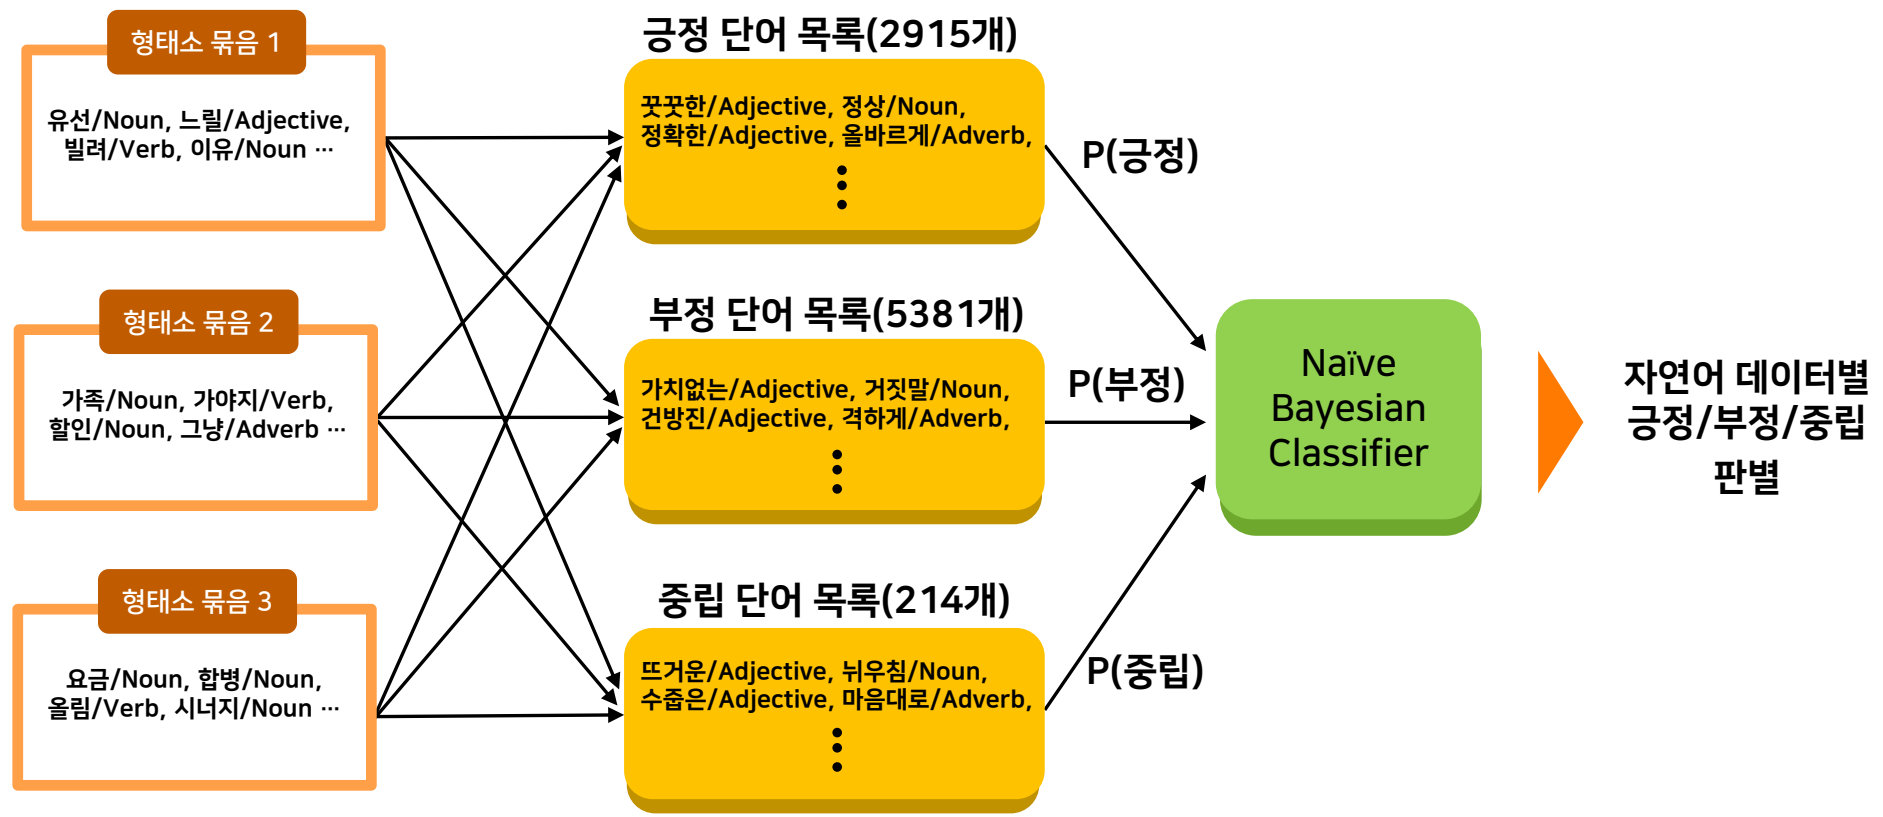 형태소 묶음 1
유선/Noun, 느릴/Adjective,
빌려/Verb, 이유/Noun ⋯
형태소 묶음 2
가족/Noun, 가야지/Verb,
할인/Noun, 그냥/Adverb ⋯
형태소 묶음 3
요금/Noun, 합병/Noun,
올림/Verb, 시너지/Noun ⋯
긍정 단어 목록(2915개)
꿋꿋한/Adjective, 정상/Noun,
정확한/Adjective, 올바르게/Adverb,
부정 단어 목록(5381개)
가치없는/Adjective, 거짓말/Noun,
건방진/Adjective, 격하게/Adverb,
중립 단어 목록(214개)
뜨거운/Adjective, 뉘우침/Noun,
수줍은/Adjective, 마음대로/Adverb,
P(긍정)
P(부정)
P(중립)
Naïve
Bayesian
Classifier
자연어 데이터별
긍정/부정/중립
판별